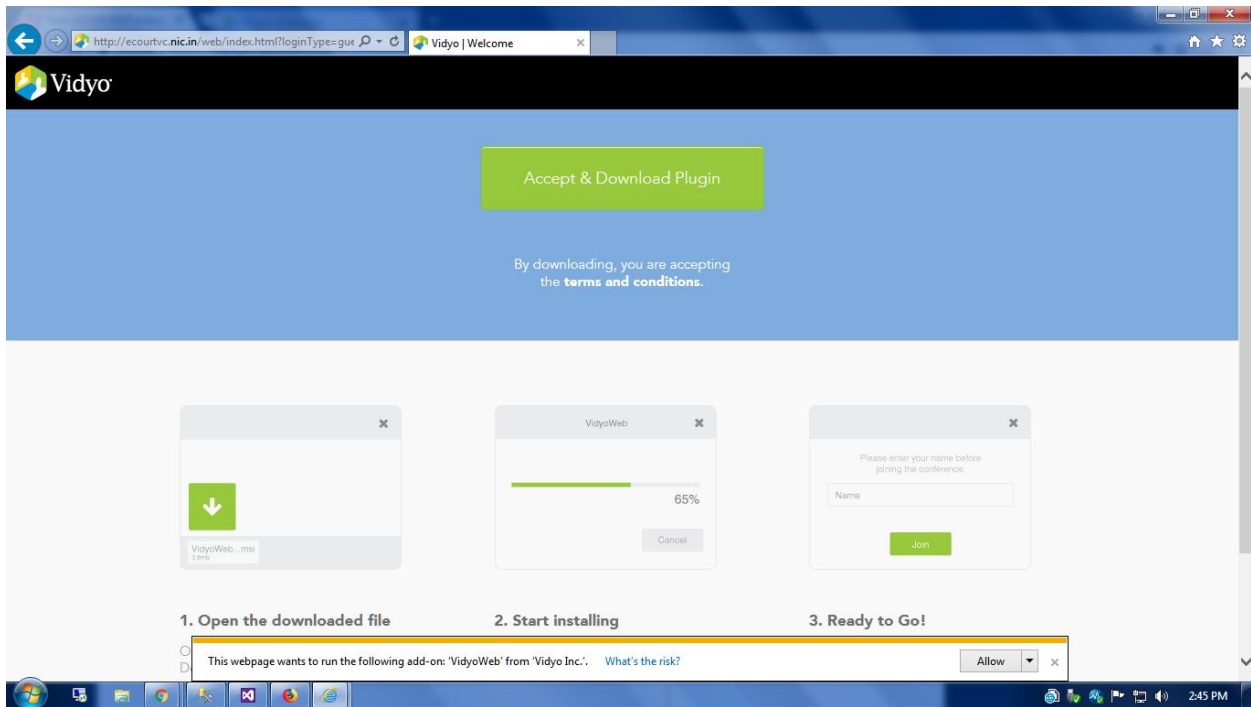 http://ecourtvc.nic.in/web/index.html?loginType=gue
Vidyo | Welcome
Vidyo
Accept & Download Plugin
By downloading, you are accepting
the terms and conditions.
VidyoWeb...msi
3.8mb
VidyoWeb
65%
Cancel
Please enter your name before
joining the conference.
Name
Join
1. Open the downloaded file
2. Start installing
3. Ready to Go!
This webpage wants to run the following add-on: 'VidyoWeb' from 'Vidyo Inc.'. What's the risk?
Allow
2:45 PM